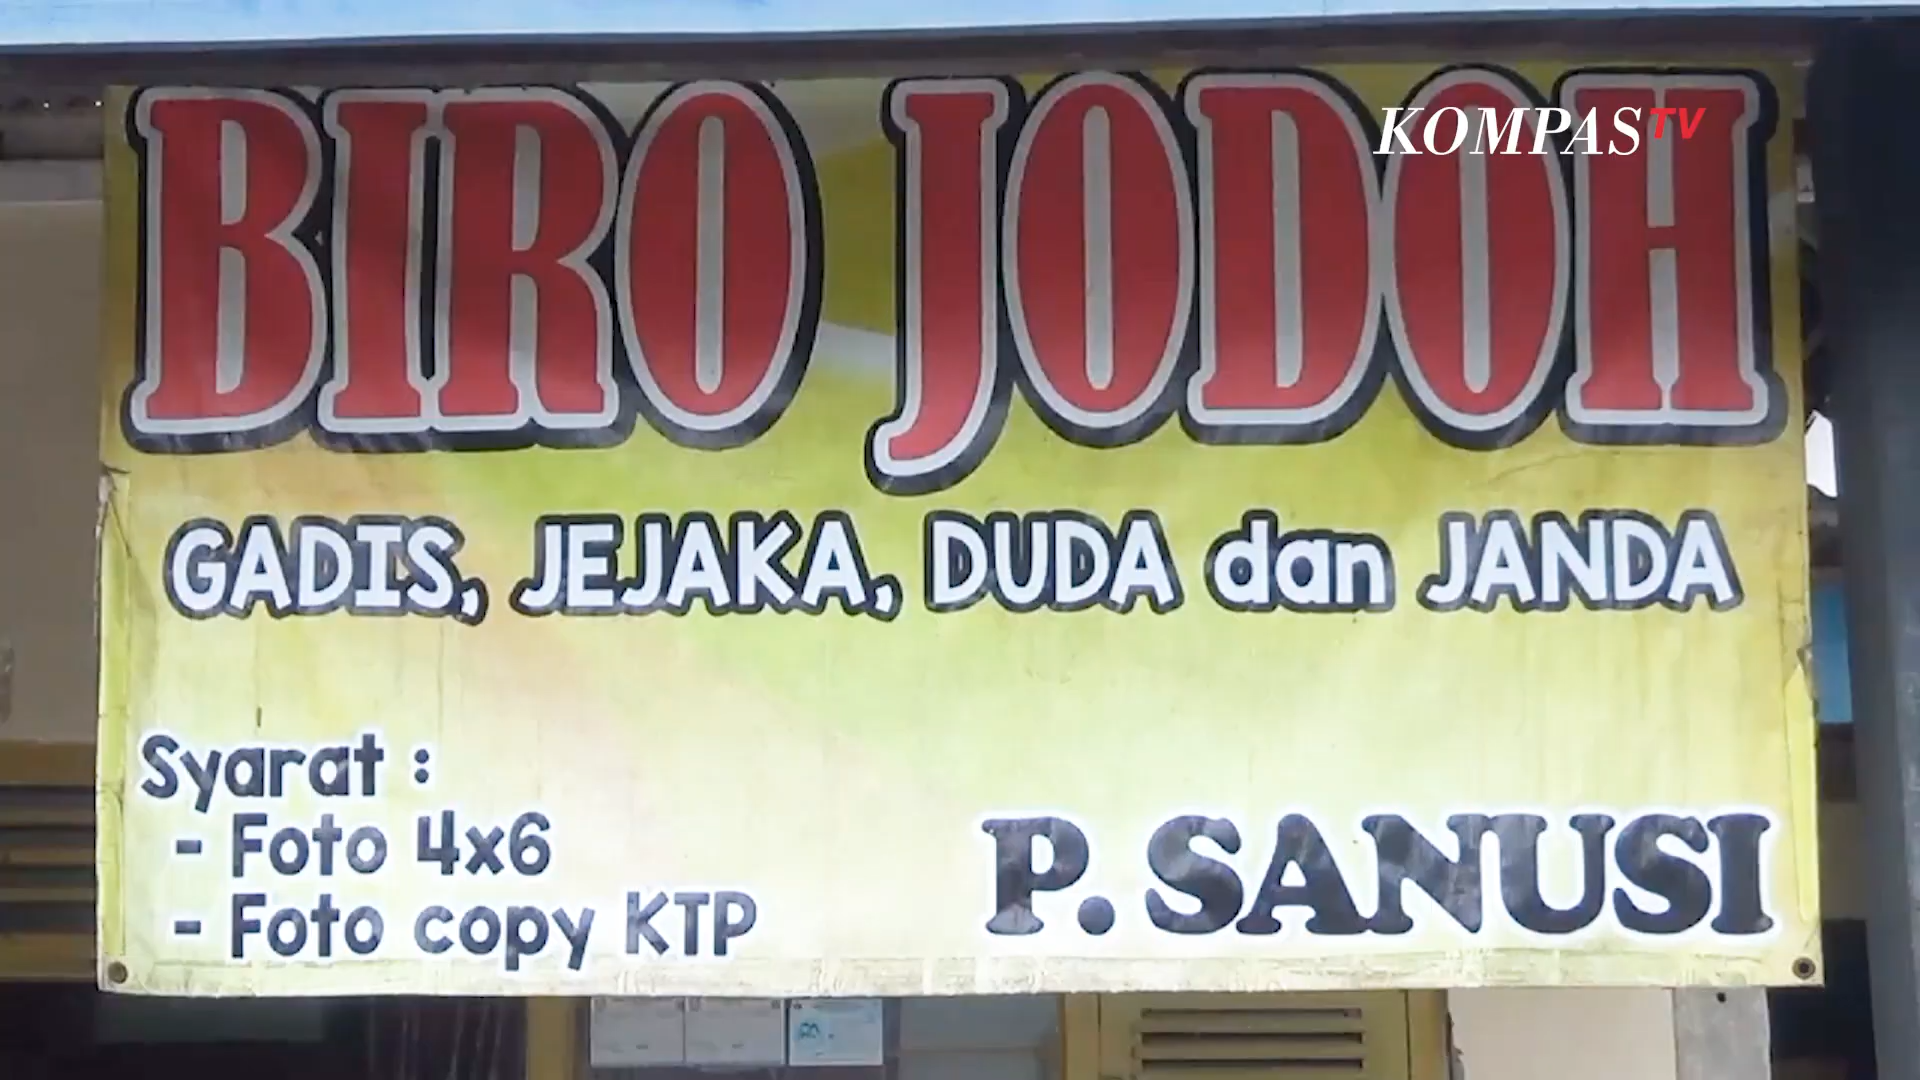 BIRO JODOH
KOMPASTV
GADIS, JEJAKA, DUDA dan JANDA
Syarat :
- Foto 4x6
- Foto copy KTP
P. SANUSI